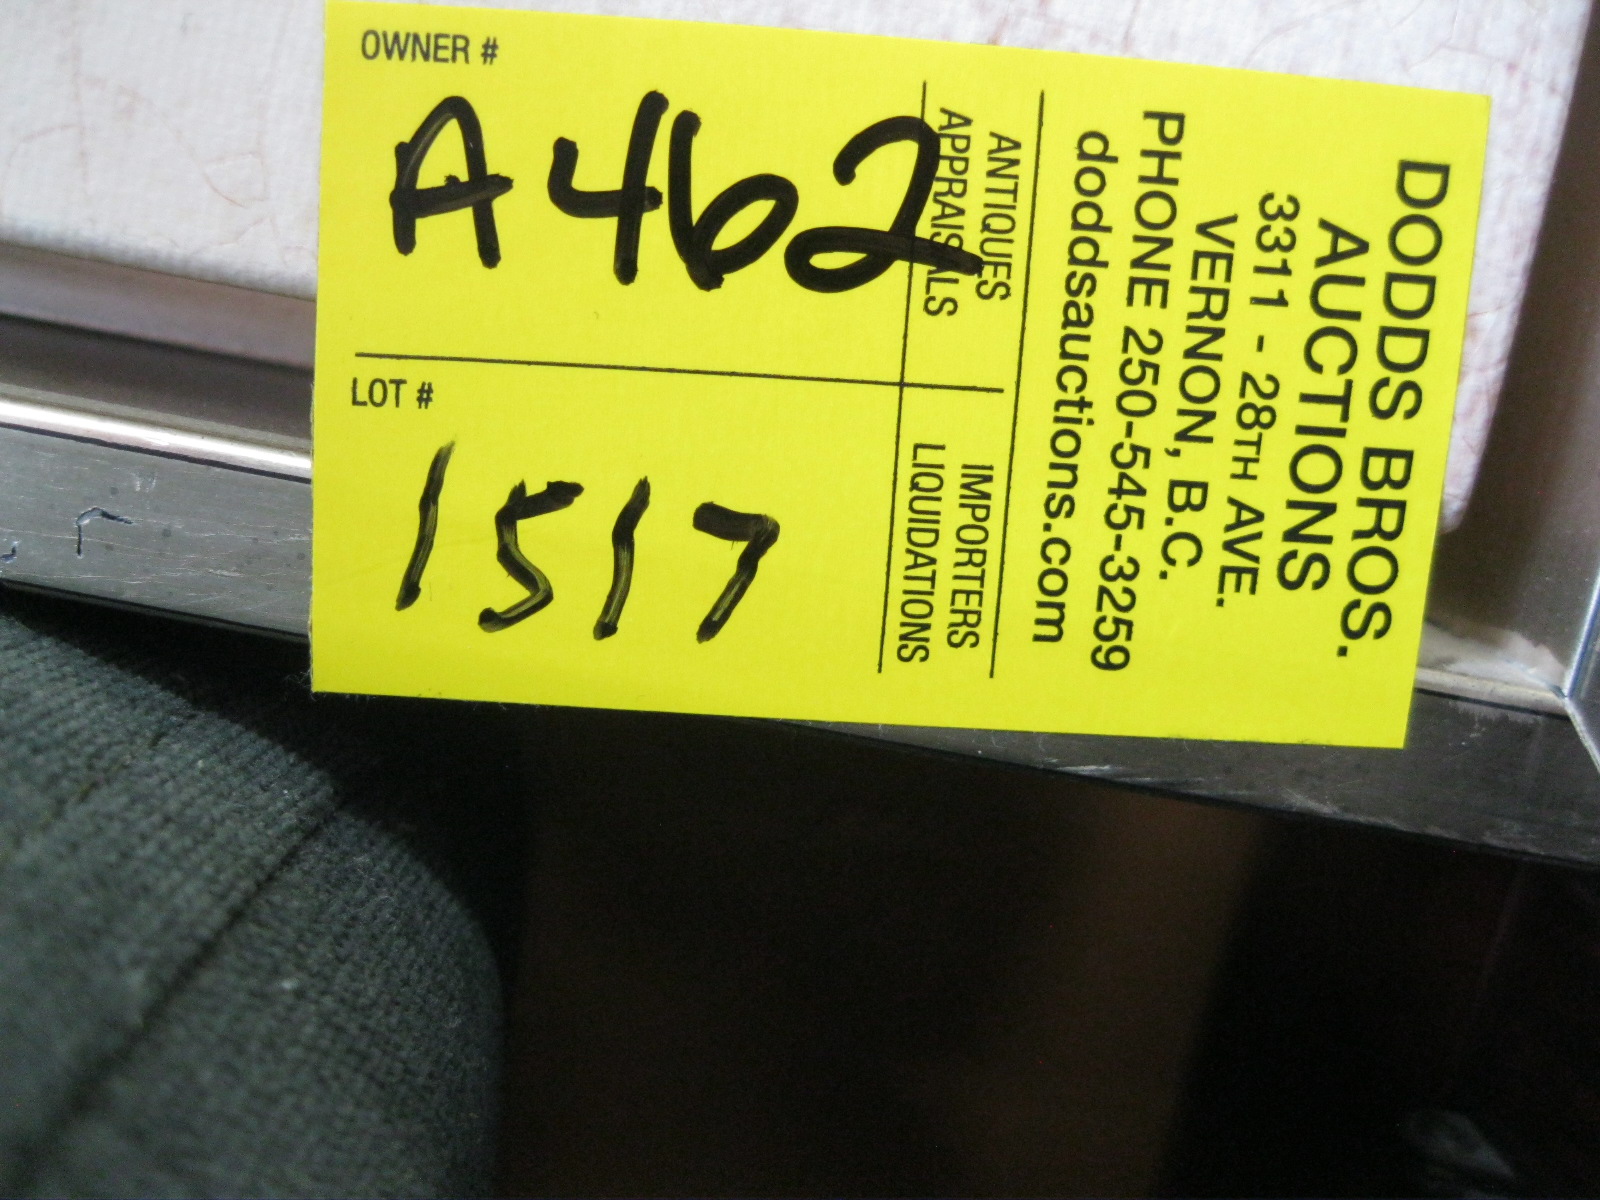 OWNER #
A462
LOT #
1517
ANTIQUES
APPRAISALS
IMPORTERS
LIQUIDATIONS
DODDS BROS.
AUCTIONS
3311 - 28TH AVE.
VERNON, B.C.
PHONE 250-545-3259
doddsauctions.com